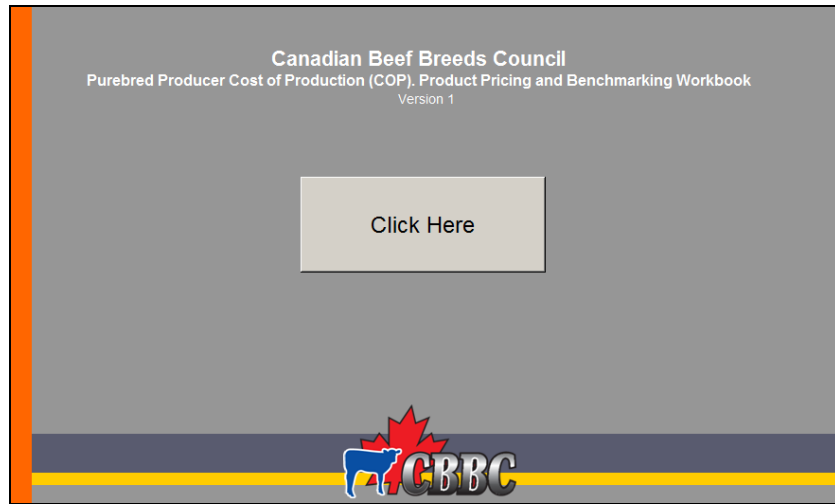 Canadian Beef Breeds Council
Purebred Producer Cost of Production (COP). Product Pricing and Benchmarking Workbook
Version 1
Click Here
CBBC